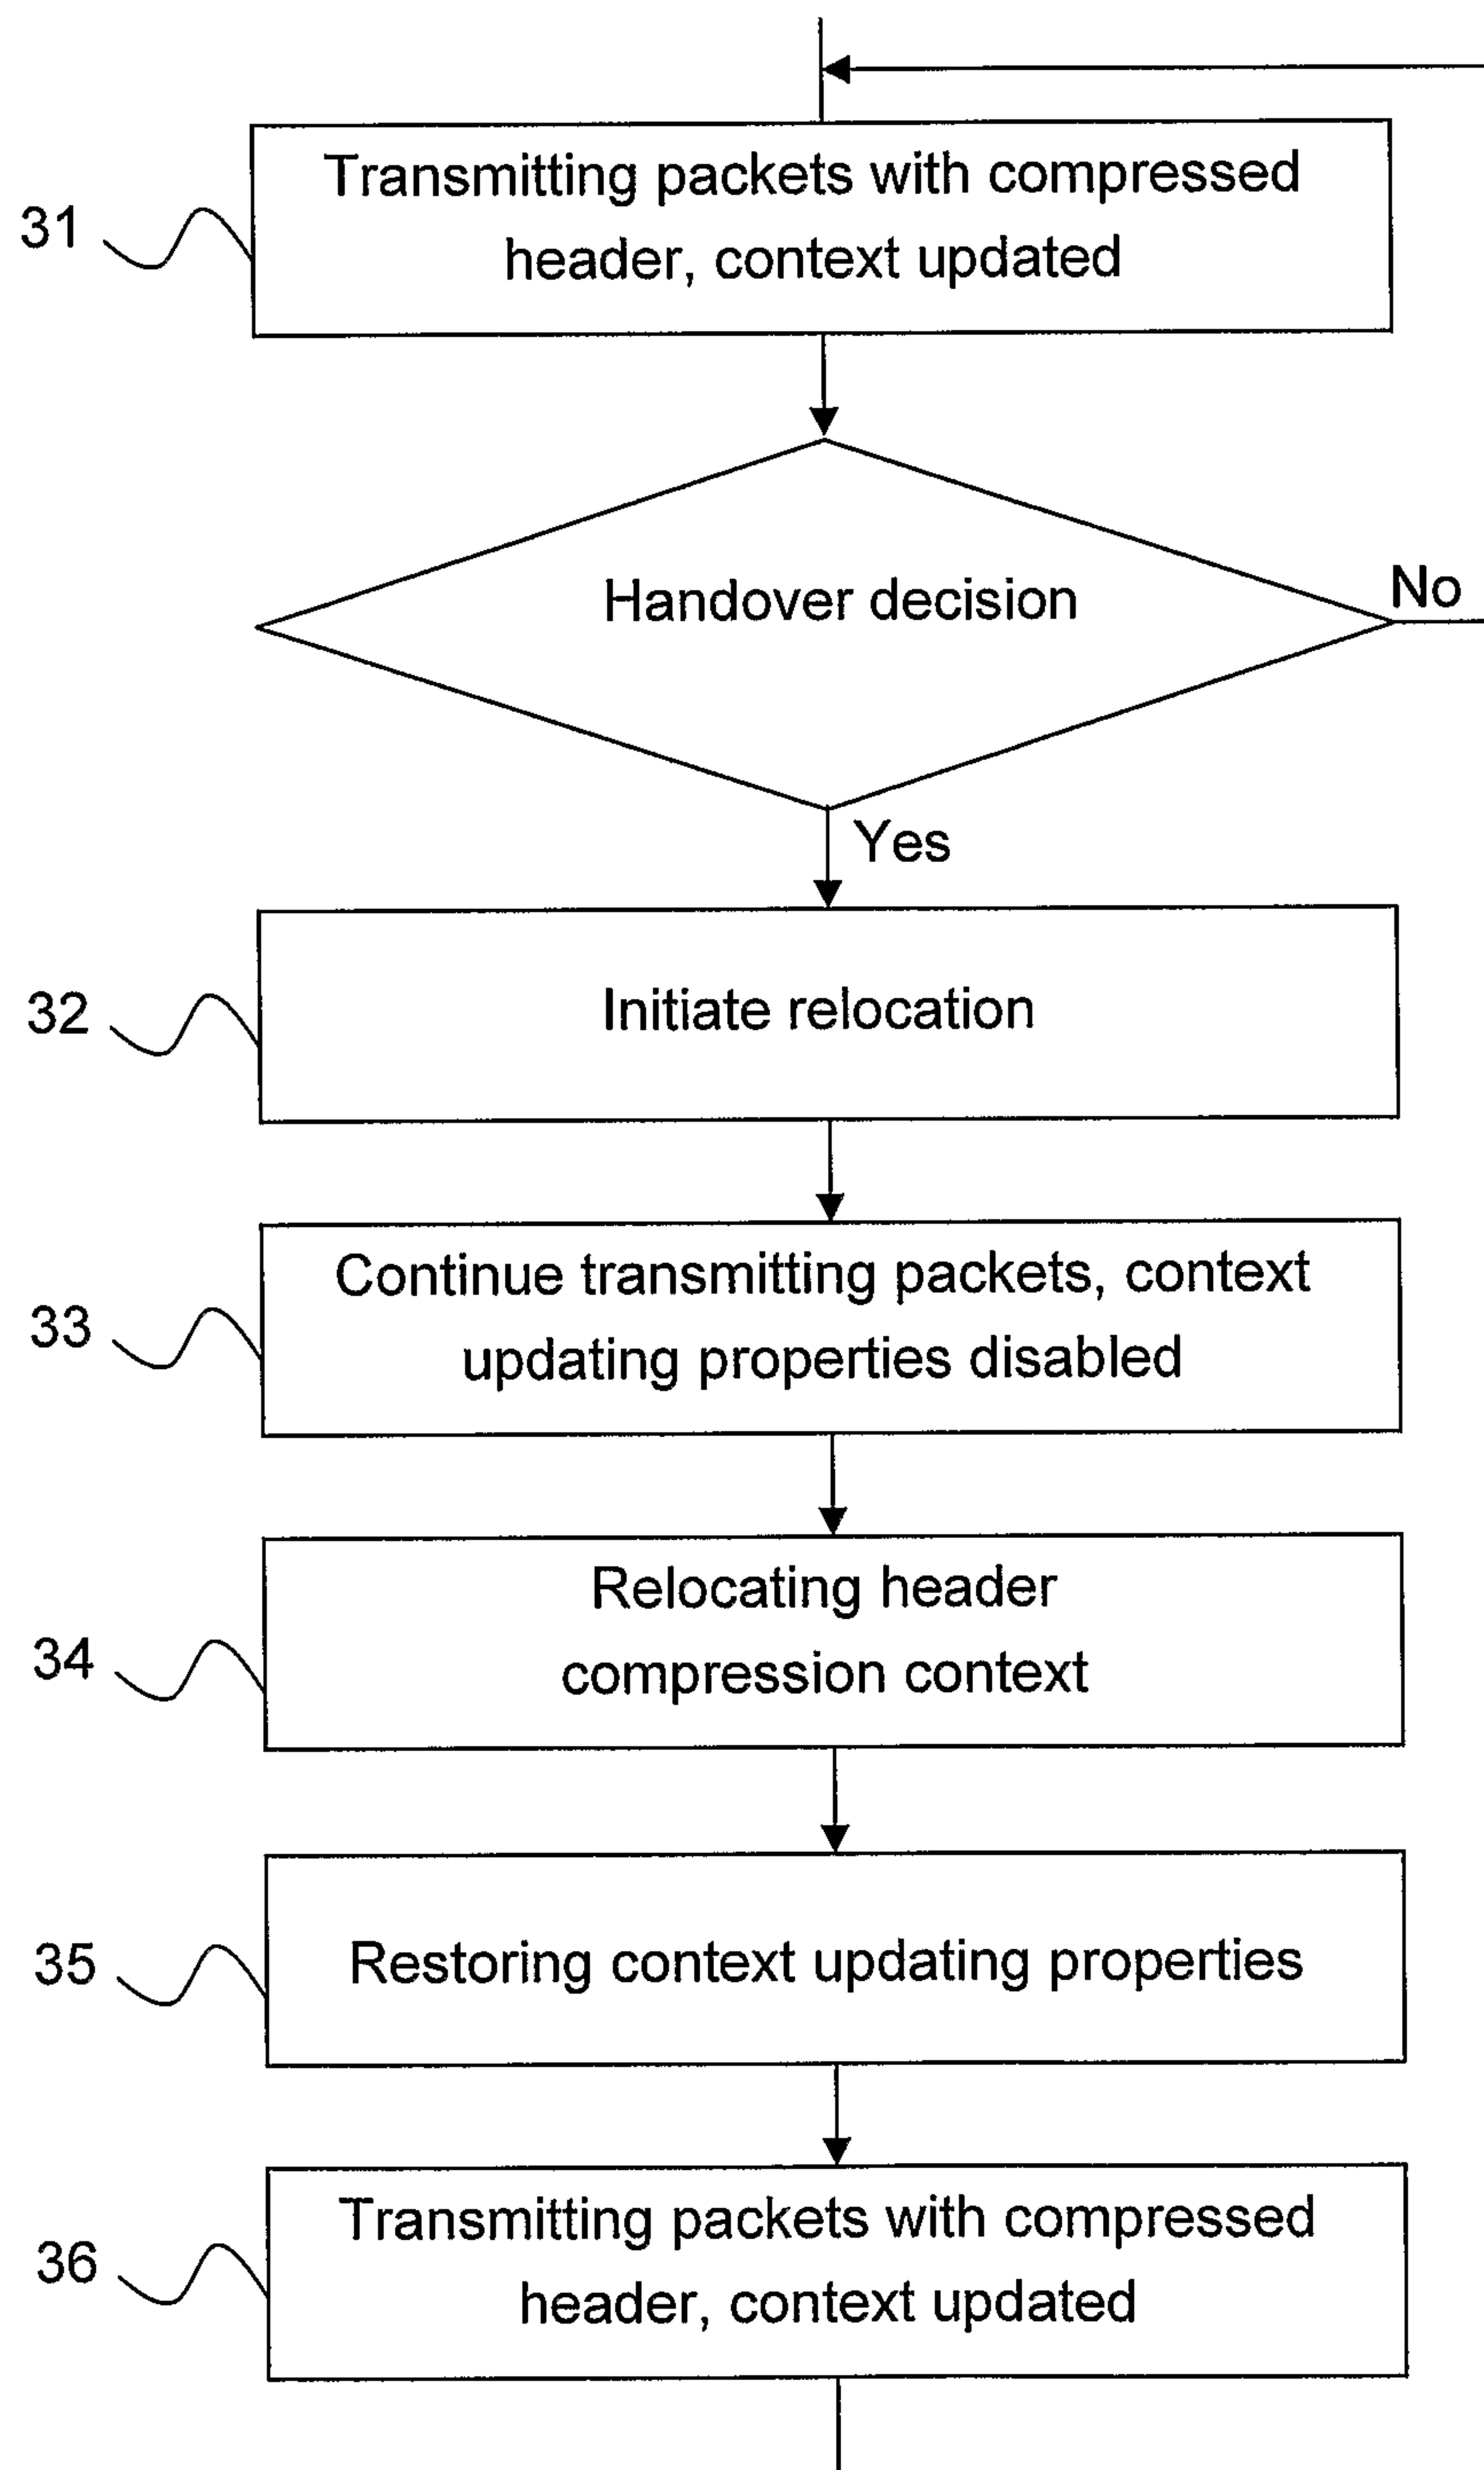 Transmitting packets with compressed
header, context updated
31
Handover decision
No
Yes
Initiate relocation
32
Continue transmitting packets, context
updating properties disabled
33
Relocating header
compression context
34
Restoring context updating properties
35
Transmitting packets with compressed
header, context updated
36